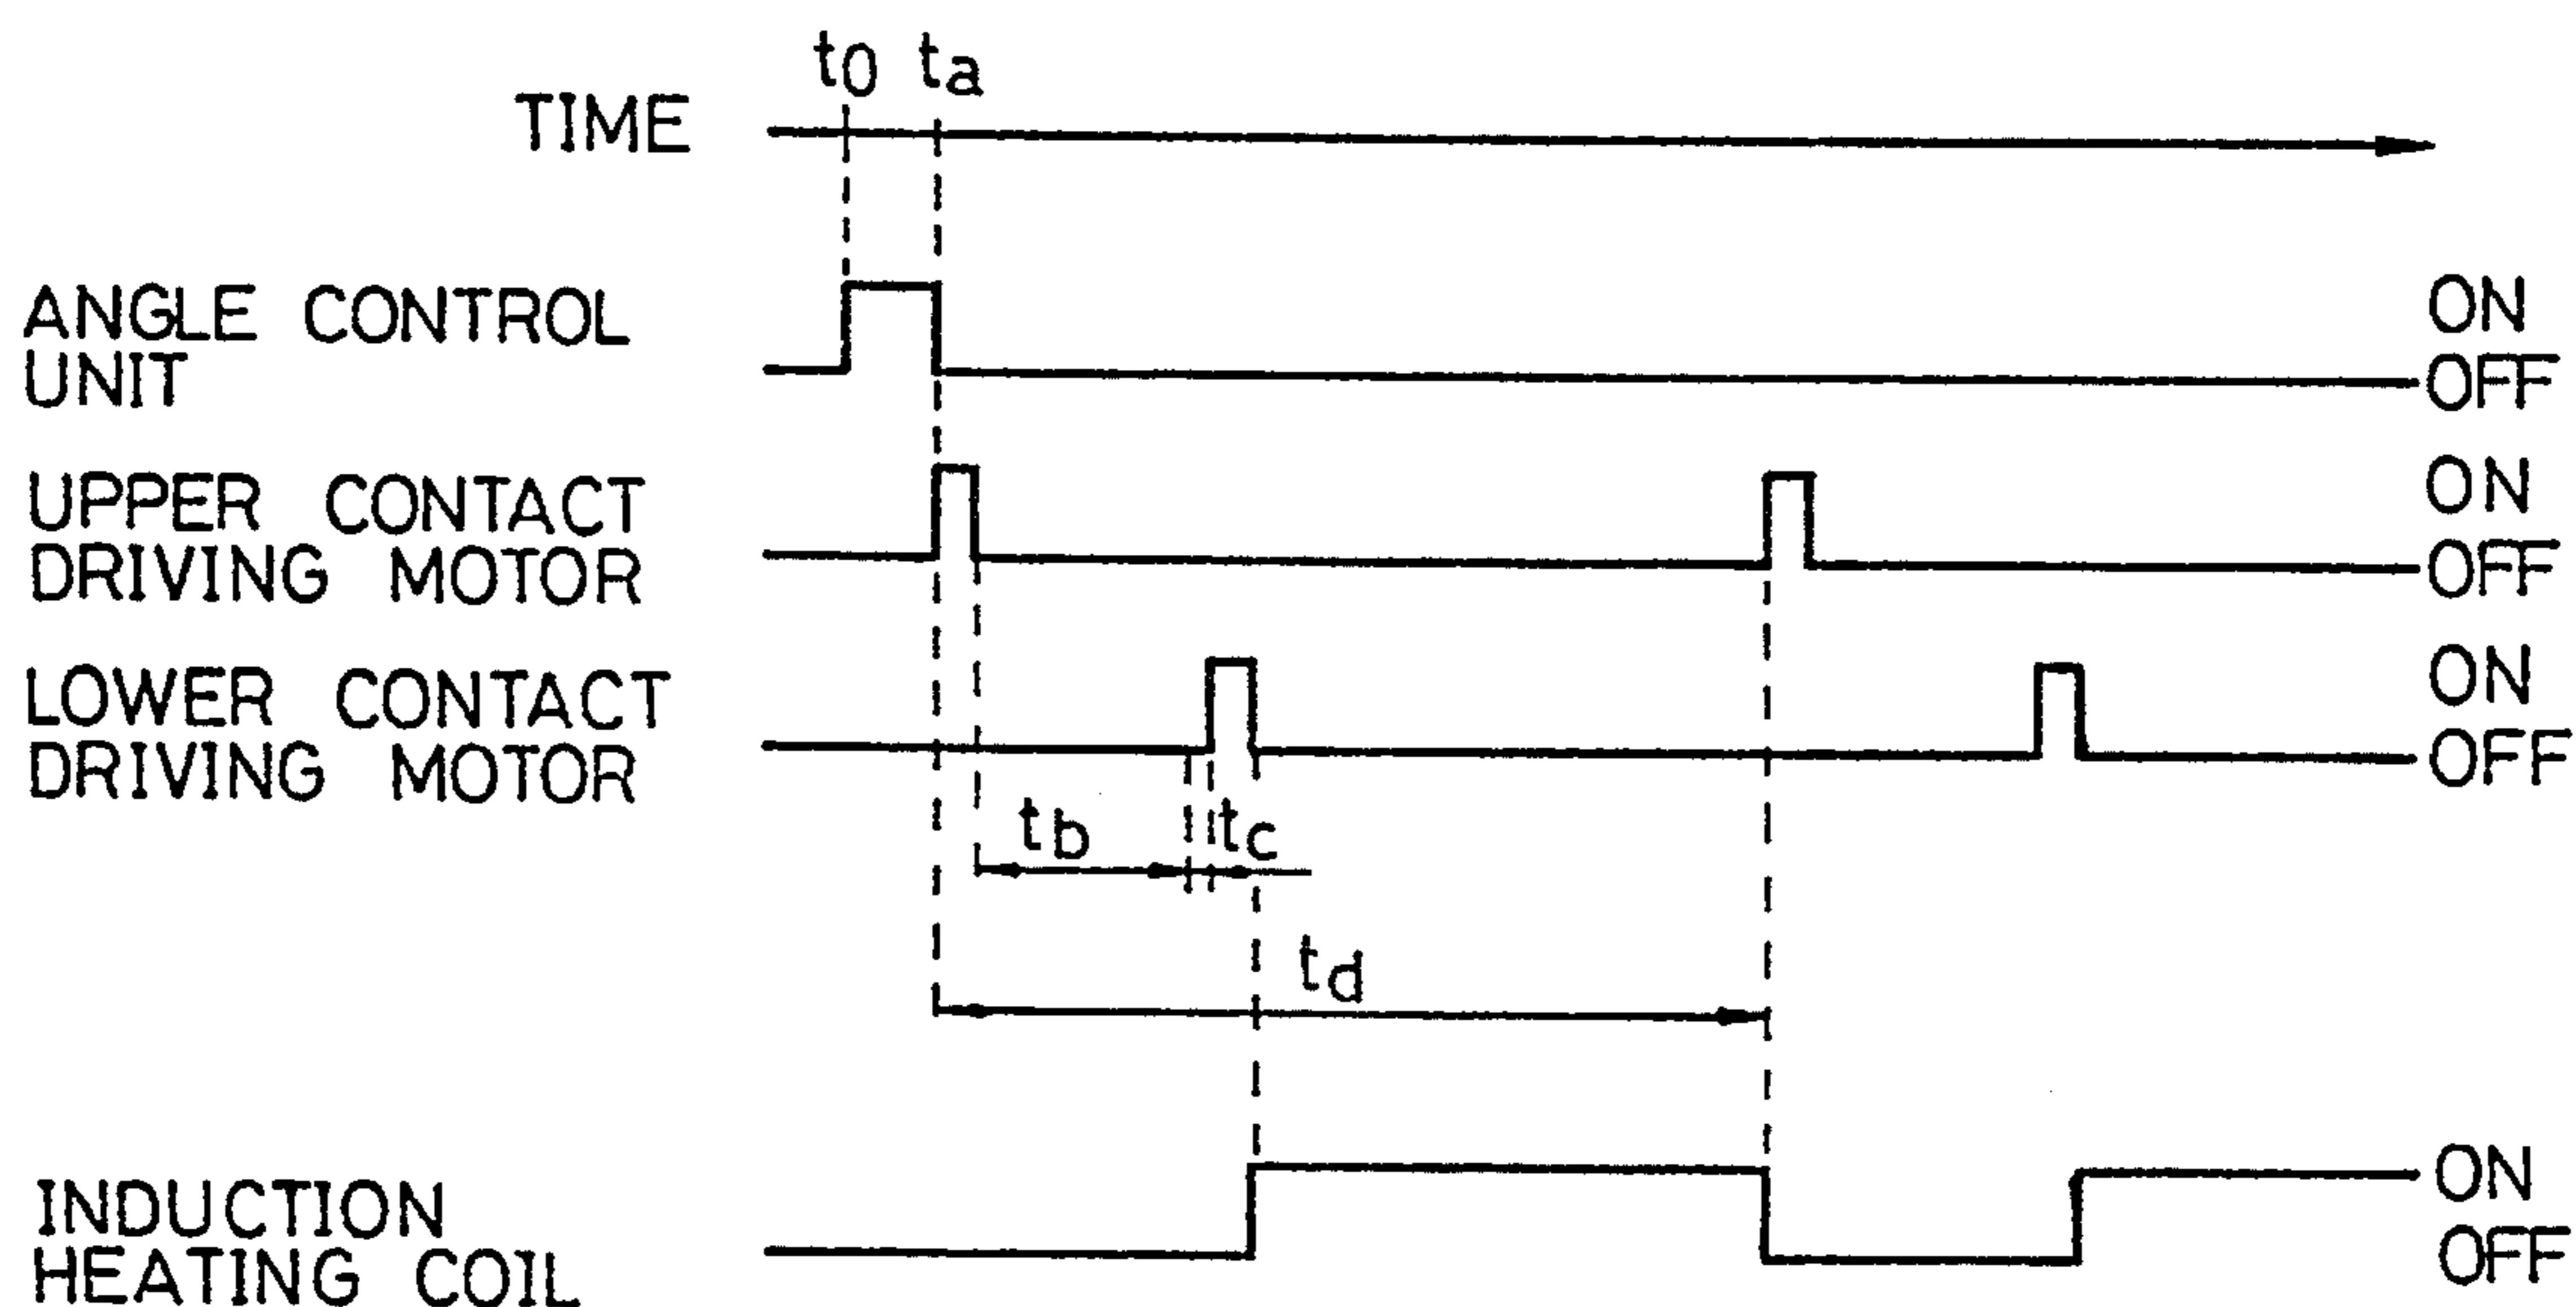 t0 ta
TIME
ANGLE CONTROL
UNIT
ON
OFF
UPPER CONTACT
DRIVING MOTOR
ON
OFF
LOWER CONTACT
DRIVING MOTOR
ON
OFF
tb tc
td
INDUCTION
HEATING COIL
ON
OFF